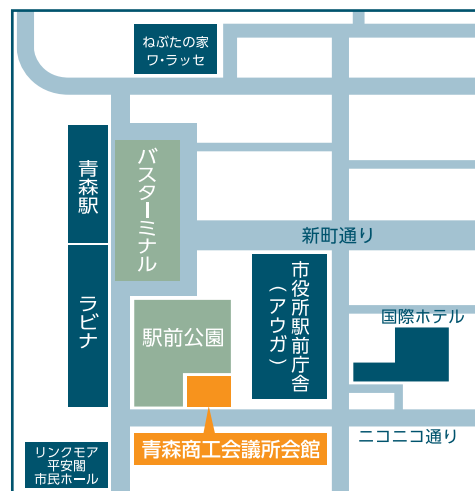 ねぶたの家
ワ・ラッセ
青森駅
バスターミナル
新町通り
ラビナ
駅前公園
市役所駅前庁舎
（アウガ）
国際ホテル
ニコニコ通り
青森商工会議所会館
リンクモア
平安閣
市民ホール